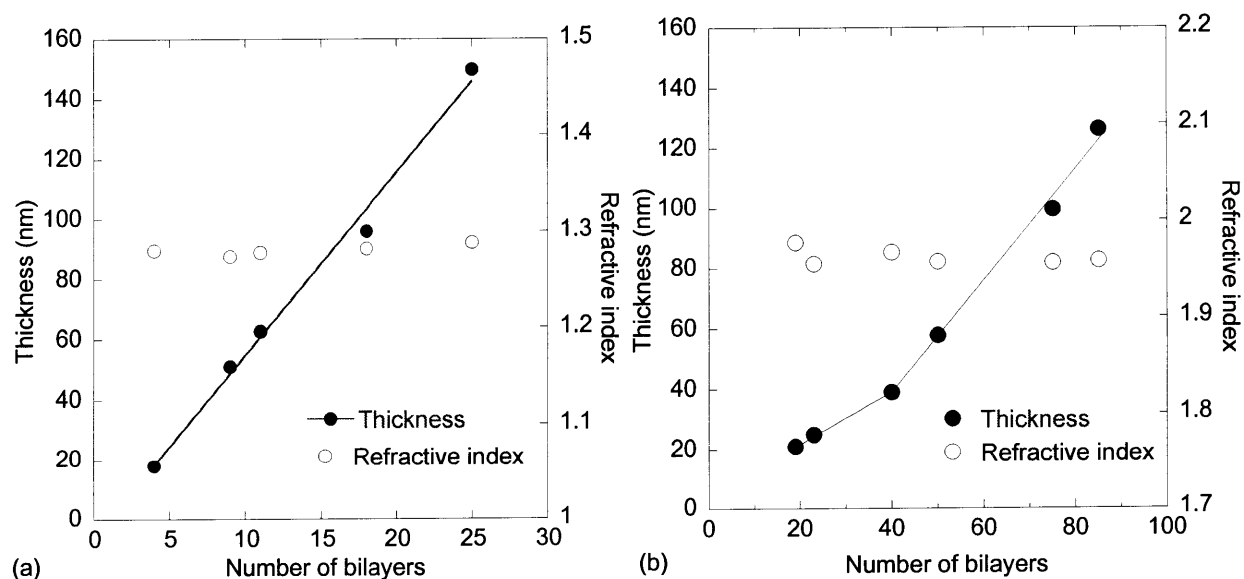 160
140
120
100
80
60
40
20
0
Thickness (nm)
1.5
1.4
1.3
1.2
1.1
1
Refractive index
Thickness
Refractive index
0 5 10 15 20 25 30
(a) Number of bilayers
160
140
120
100
80
60
40
20
0
Thickness (nm)
2.2
2.1
2
1.9
1.8
1.7
Refractive index
Thickness
Refractive index
0 20 40 60 80 100
(b) Number of bilayers